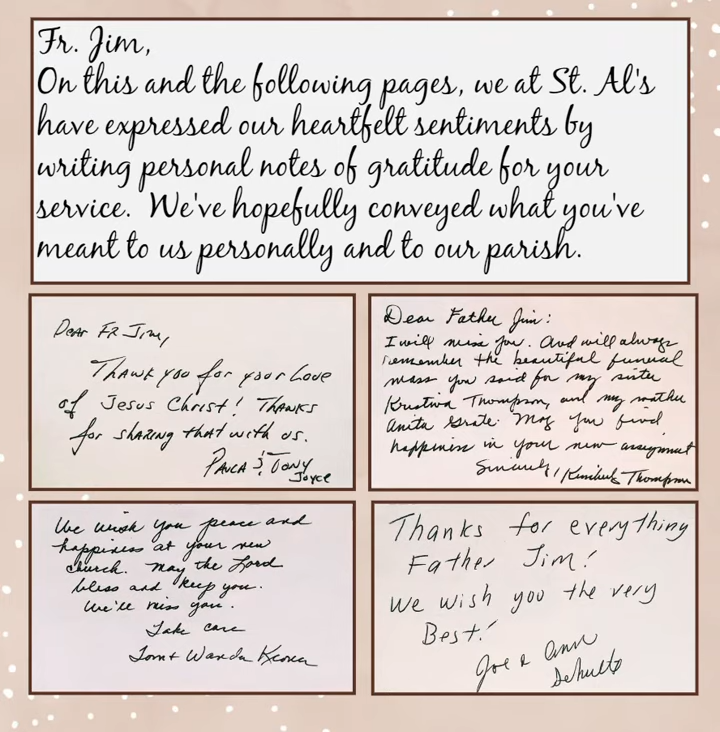 Fr. Jim,
On this and the following pages, we at St. Al's
have expressed our heartfelt sentiments by
writing personal notes of gratitude for your
service. We've hopefully conveyed what you've
meant to us personally and to our parish.
Dear Fr Jim,
Thank you for your Love
of Jesus Christ! Thanks
for sharing that with us.
Paula & Tony
Joyce
Dear Father Jim:
I will miss you. And will always
remember the beautiful funeral
mass you said for my sister
Kristina Thompson, and my mother
Anita Grate. May you find
happiness in your new assignment
Sincerely, Kimberly Thompson
We wish you peace and
happiness at your new
church. May the Lord
bless and keep you.
We'll miss you.
Take care
Tom + Wanda
Thanks for everything
Father Jim!
We wish you the very
Best!
Joe & Ann